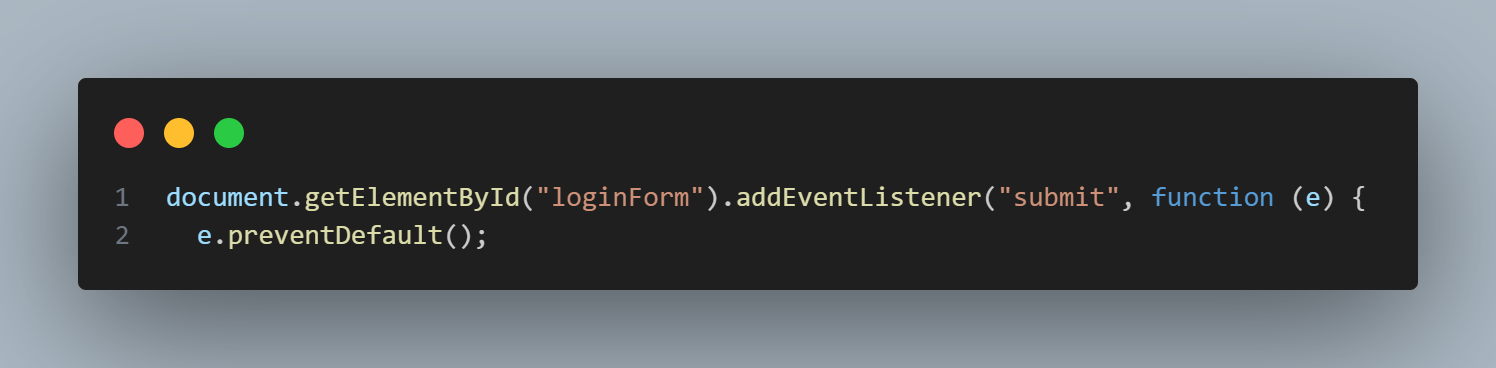 1 document.getElementById("loginForm").addEventListener("submit", function (e) {
2   e.preventDefault();